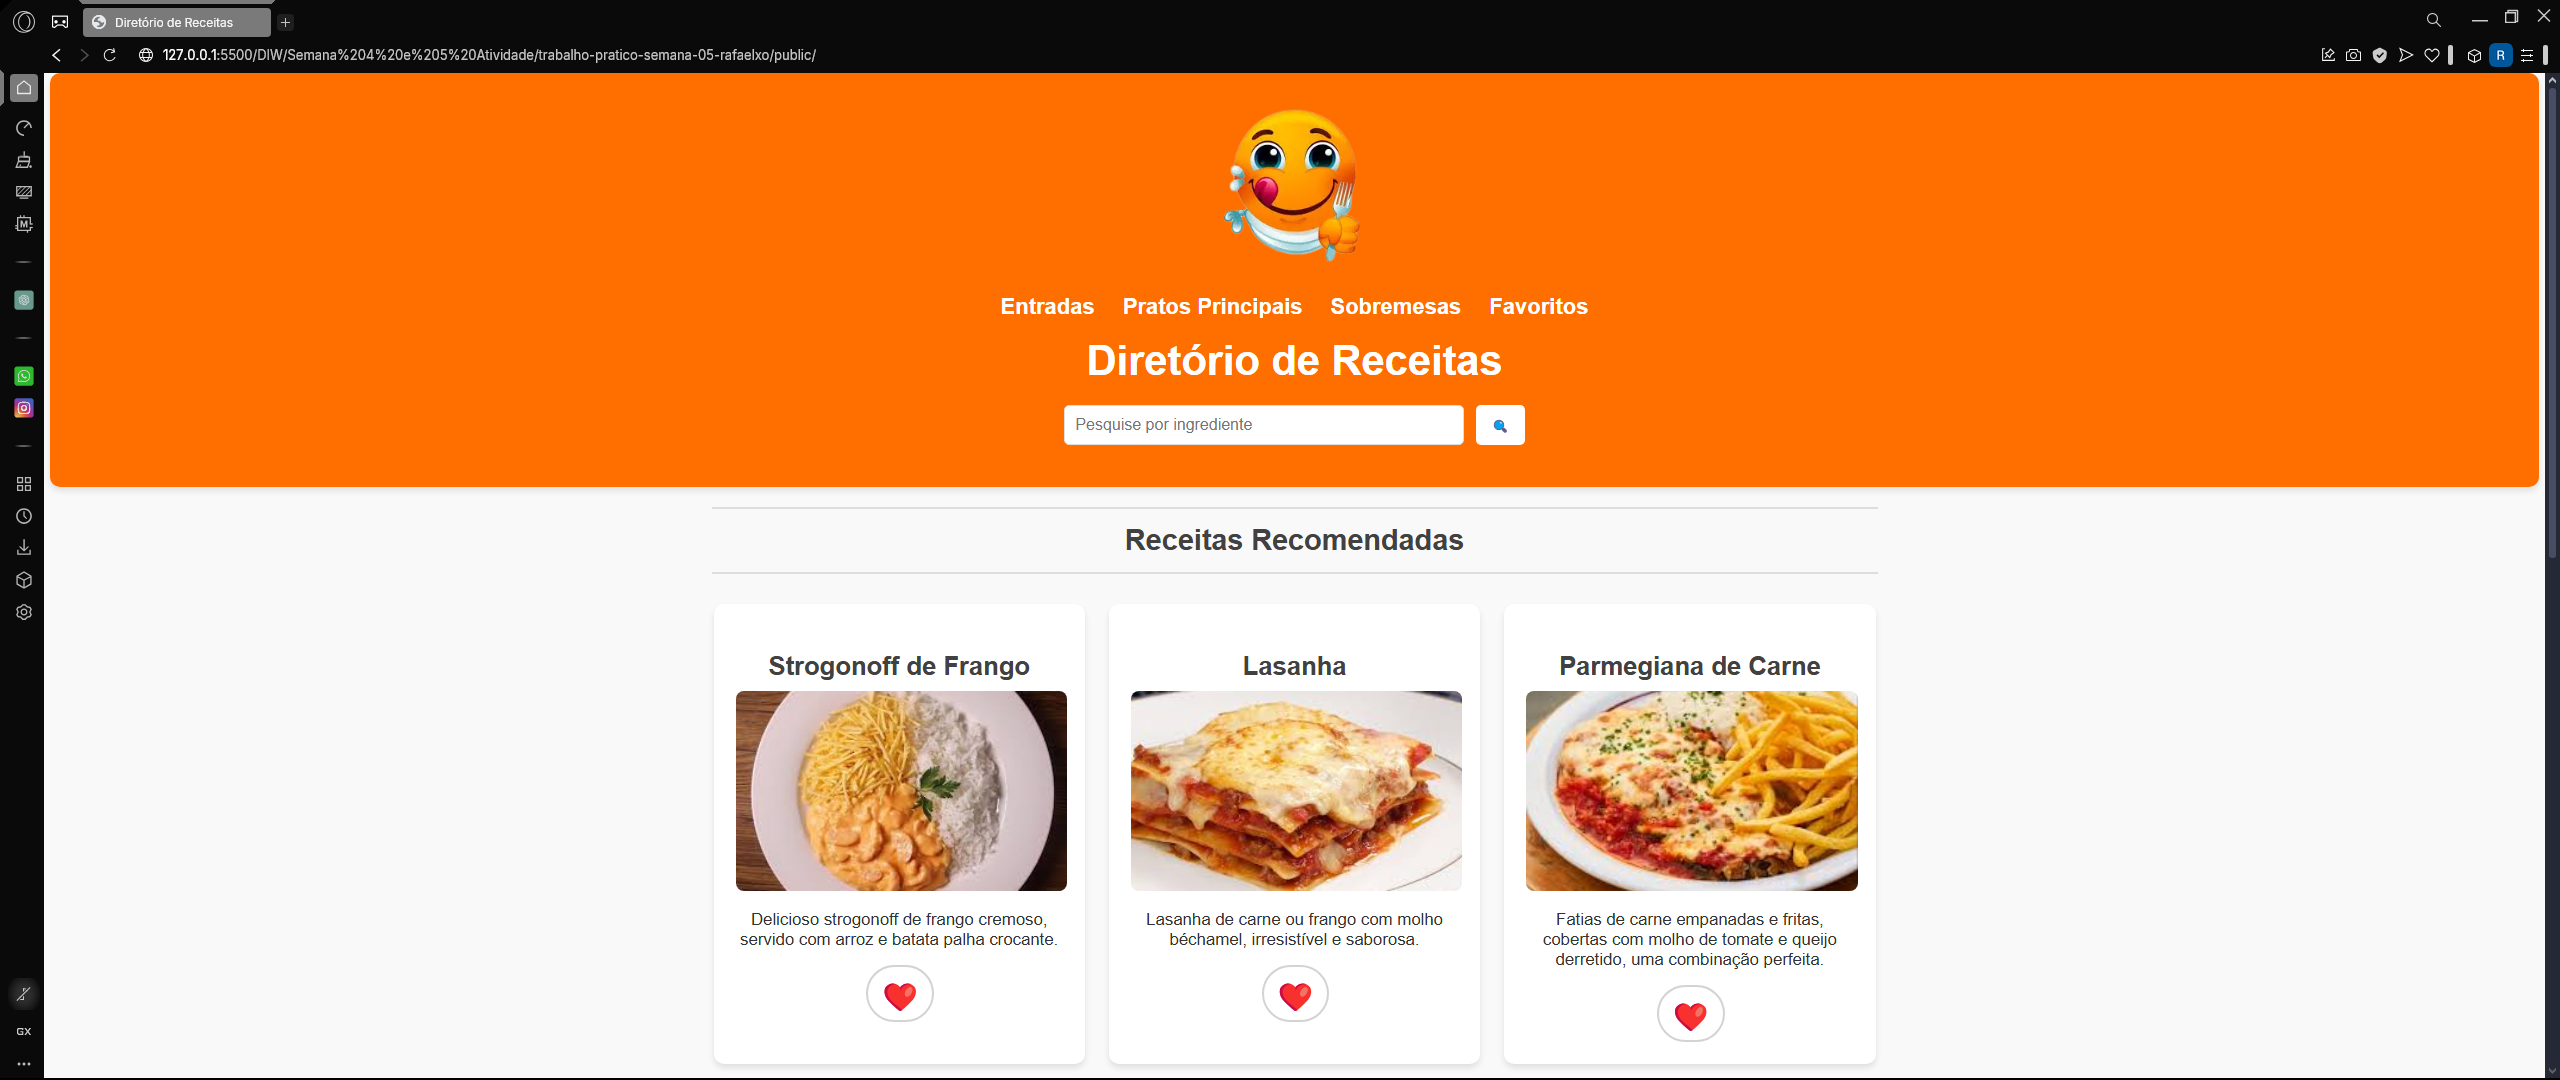 Diretório de Receitas
127.0.0.1:5500/DIW/Semana%204%20e%205%20Atividade/trabalho-pratico-semana-05-rafaelxo/public/
R
M
GX
Entradas Pratos Principais Sobremesas Favoritos
Diretório de Receitas
Pesquise por ingrediente
Receitas Recomendadas
Strogonoff de Frango
Delicioso strogonoff de frango cremoso,
servido com arroz e batata palha crocante.
Lasanha
Lasanha de carne ou frango com molho
béchamel, irresistível e saborosa.
Parmegiana de Carne
Fatias de carne empanadas e fritas,
cobertas com molho de tomate e queijo
derretido, uma combinação perfeita.